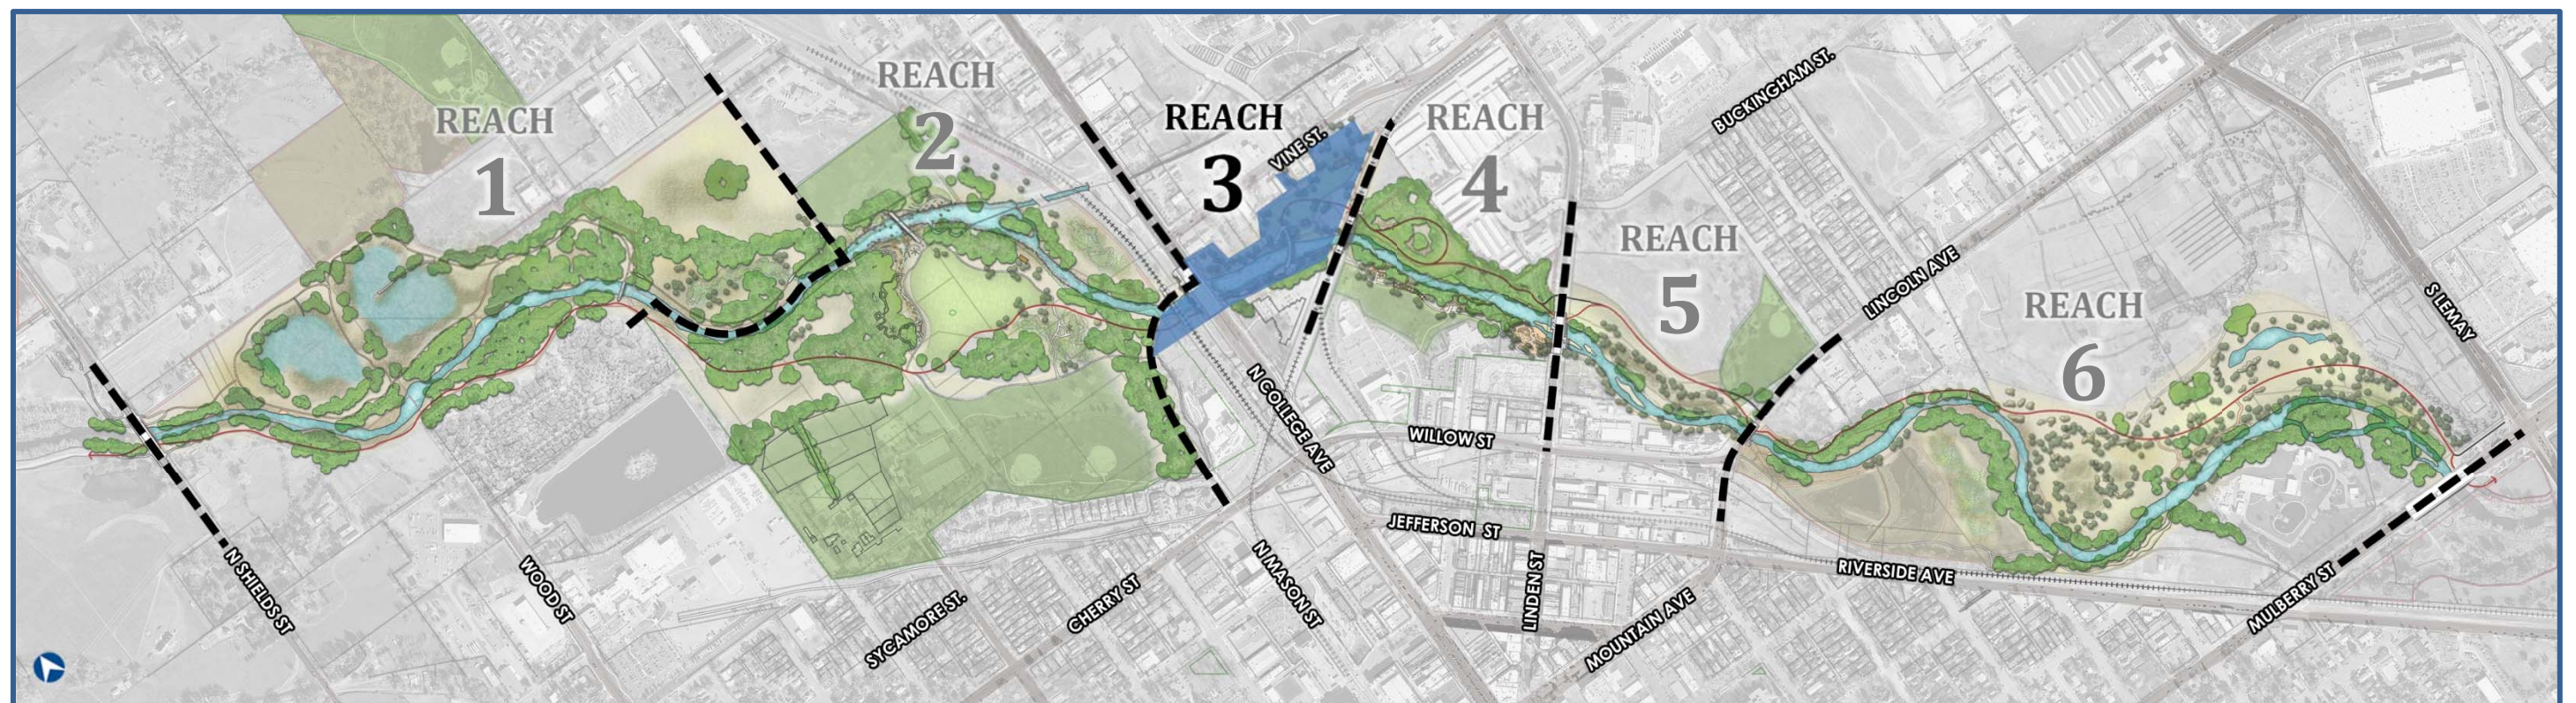 REACH
1
REACH
2
REACH
3
VINE ST.
REACH
4
BUCKINGHAM ST.
REACH
5
LINCOLN AVE
REACH
6
S LEMAY
N SHIELDS ST
WOOD ST
SYCAMORE ST.
CHERRY ST
N MASON ST
N COLLEGE AVE
WILLOW ST
JEFFERSON ST
LINDEN ST
MOUNTAIN AVE
RIVERSIDE AVE
MULBERRY ST